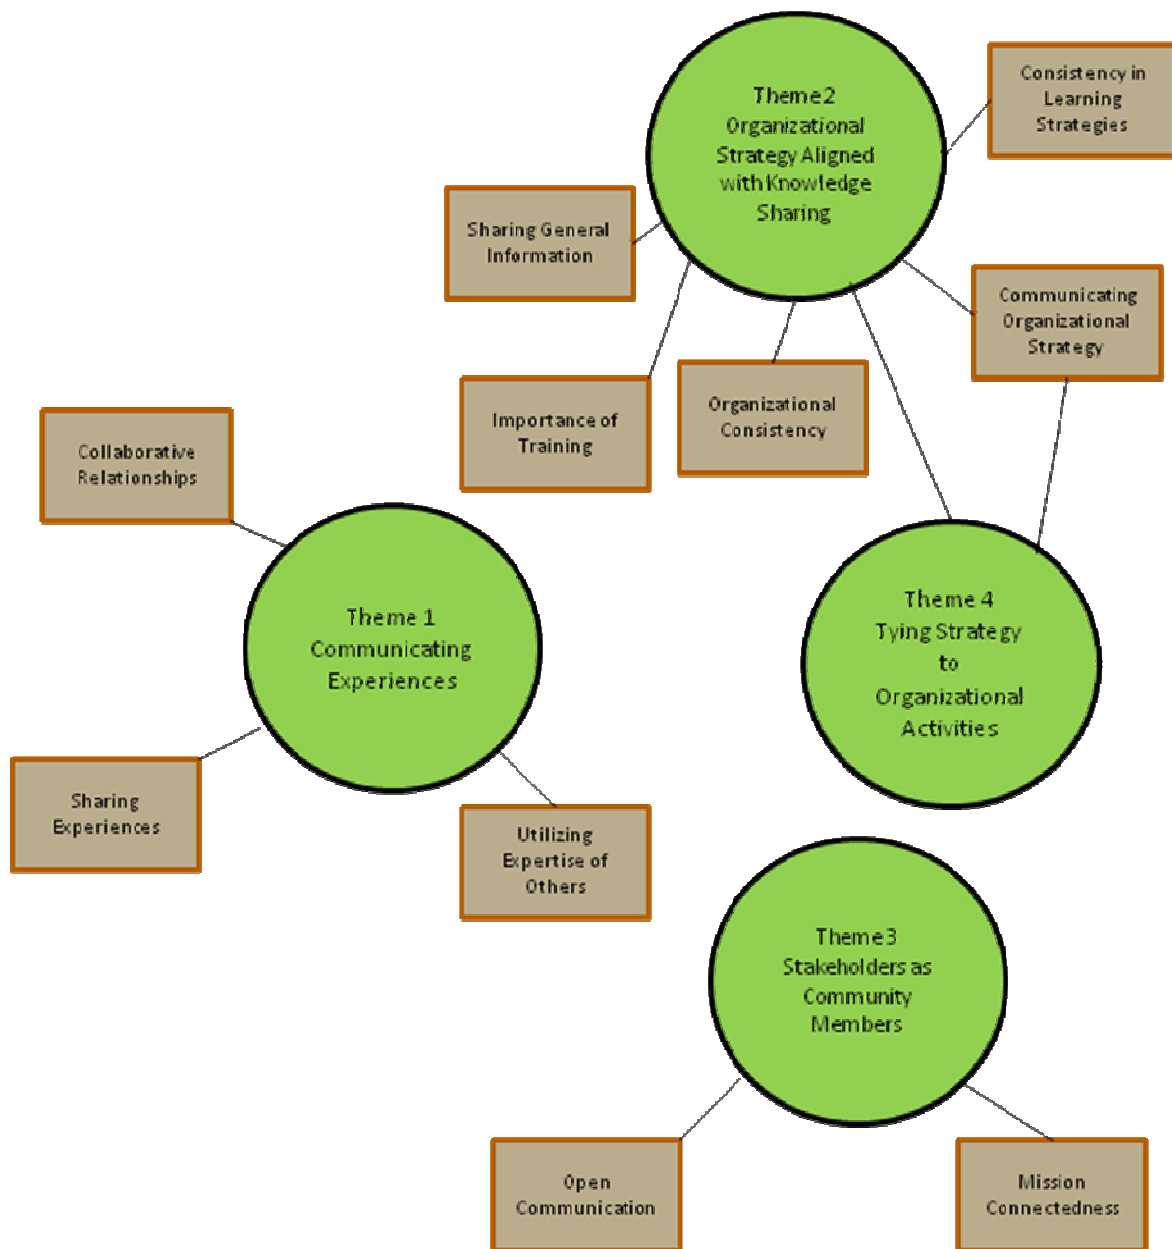 Theme 2
Organizational
Strategy Aligned
with Knowledge
Sharing
Consistency in
Learning
Strategies
Sharing General
Information
Communicating
Organizational
Strategy
Importance of
Training
Organizational
Consistency
Collaborative
Relationships
Theme 1
Communicating
Experiences
Theme 4
Tying Strategy
to
Organizational
Activities
Sharing
Experiences
Utilizing
Expertise of
Others
Theme 3
Stakeholders as
Community
Members
Open
Communication
Mission
Connectedness